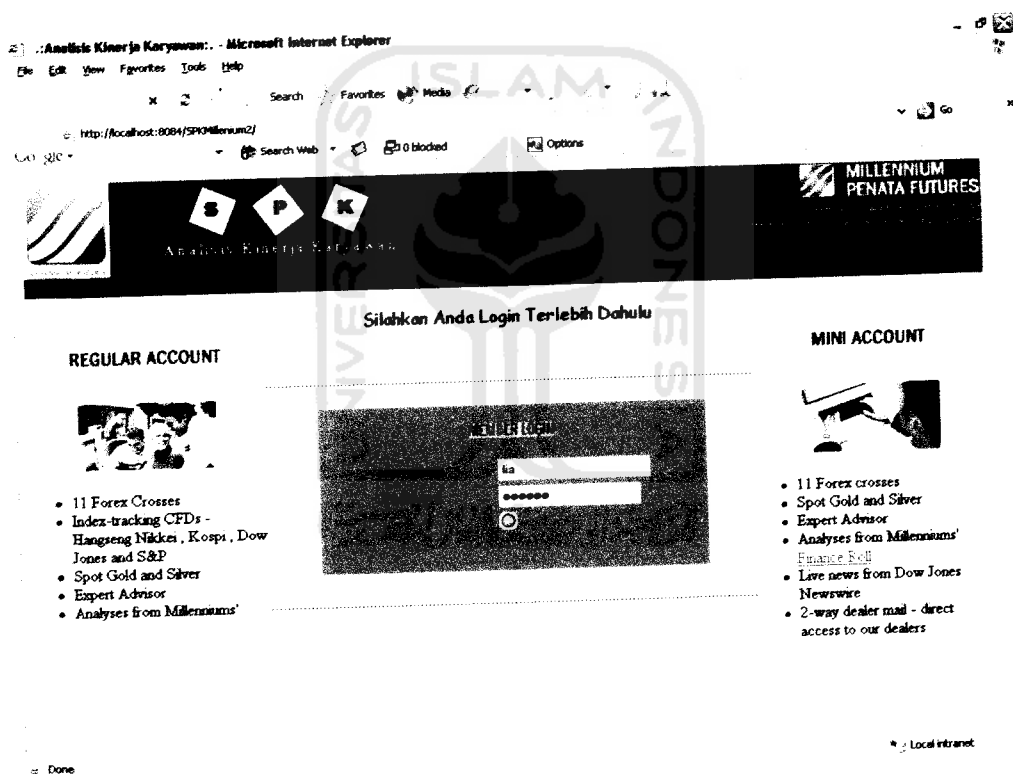 .:Analisis Kinerja Karyawan:. - Microsoft Internet Explorer
File Edit View Favorites Tools Help
Search Favorites Media
http://localhost:8084/SPKMillenium2/
Go
Google
Search Web
0 blocked
Options
S P K
Analisis Kinerja Karyawan
MILLENNIUM
PENATA FUTURES
ISLAM
UNIVERSITAS
INDONESIA
Silahkan Anda Login Terlebih Dahulu
REGULAR ACCOUNT
11 Forex Crosses
Index-tracking CFDs -
Hangseng Nikkei , Kospi , Dow
Jones and S&P
Spot Gold and Silver
Expert Advisor
Analyses from Millenniums'
MEMBER LOGIN
lia
MINI ACCOUNT
11 Forex crosses
Spot Gold and Silver
Expert Advisor
Analyses from Millenniums'
Finance Roll
Live news from Dow Jones
Newswire
2-way dealer mail - direct
access to our dealers
Done
Local intranet